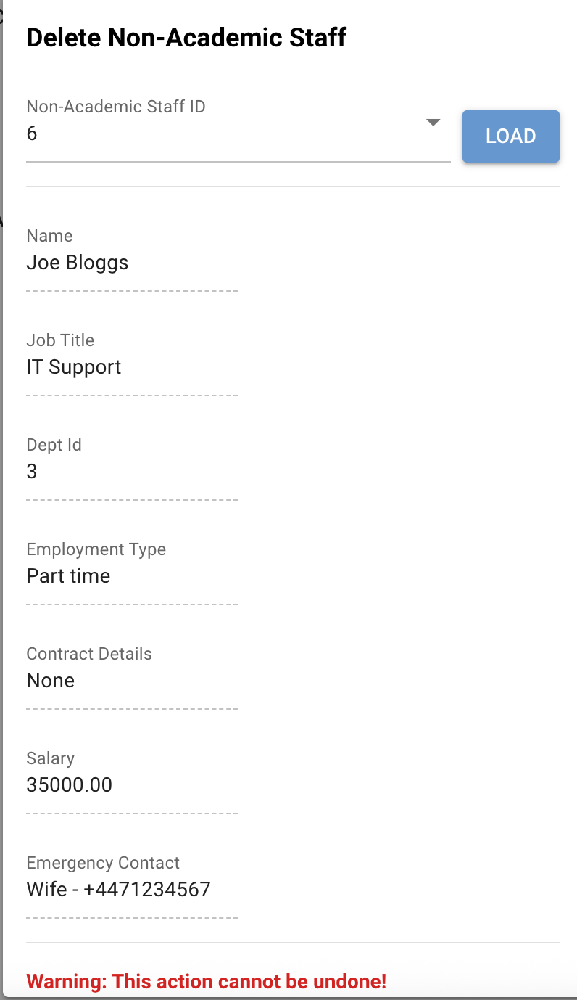 Delete Non-Academic Staff
Non-Academic Staff ID
6
LOAD
Name
Joe Bloggs
Job Title
IT Support
Dept Id
3
Employment Type
Part time
Contract Details
None
Salary
35000.00
Emergency Contact
Wife - +4471234567
Warning: This action cannot be undone!